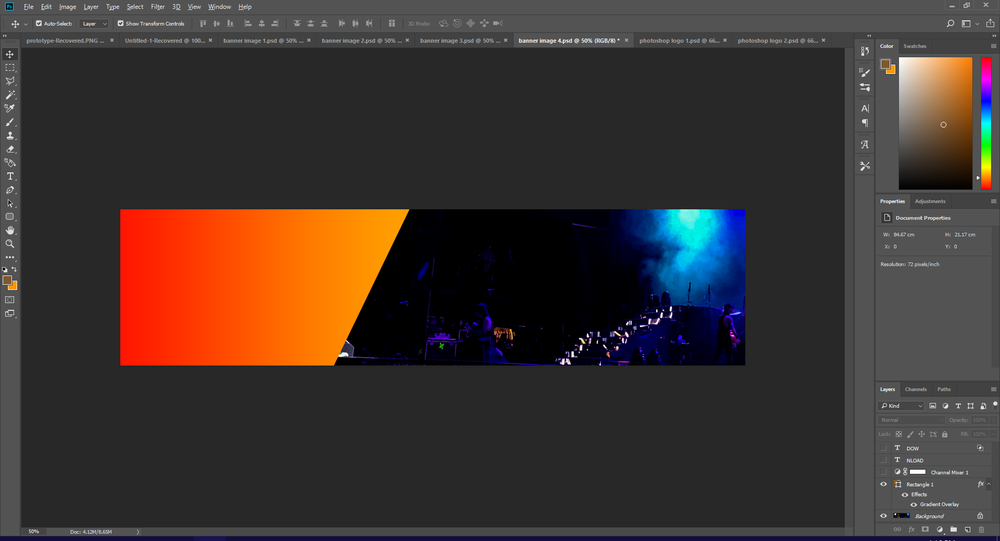 Ps File Edit Image Layer Type Select Filter 3D View Window Help
Auto-Select: Layer Show Transform Controls 3D Mode:
prototype-Recovered.PNG ... × Untitled-1-Recovered @ 100... × banner image 1.psd @ 50% ... × banner image 2.psd @ 50% ... × banner image 3.psd @ 50% ... × banner image 4.psd @ 50% (RGB/8) * × photoshop logo 1.psd @ 66... × photoshop logo 2.psd @ 66... ×
Color Swatches
Properties Adjustments
Document Properties
W: 84.67 cm H: 21.17 cm
X: 0 Y: 0
Resolution: 72 pixels/inch
Layers Channels Paths
Kind
Normal Opacity: 100%
Lock: Fill: 100%
DOW
NLOAD
Channel Mixer 1
Rectangle 1 fx
Effects
Gradient Overlay
Background
fx
50% Doc: 4.12M/8.65M